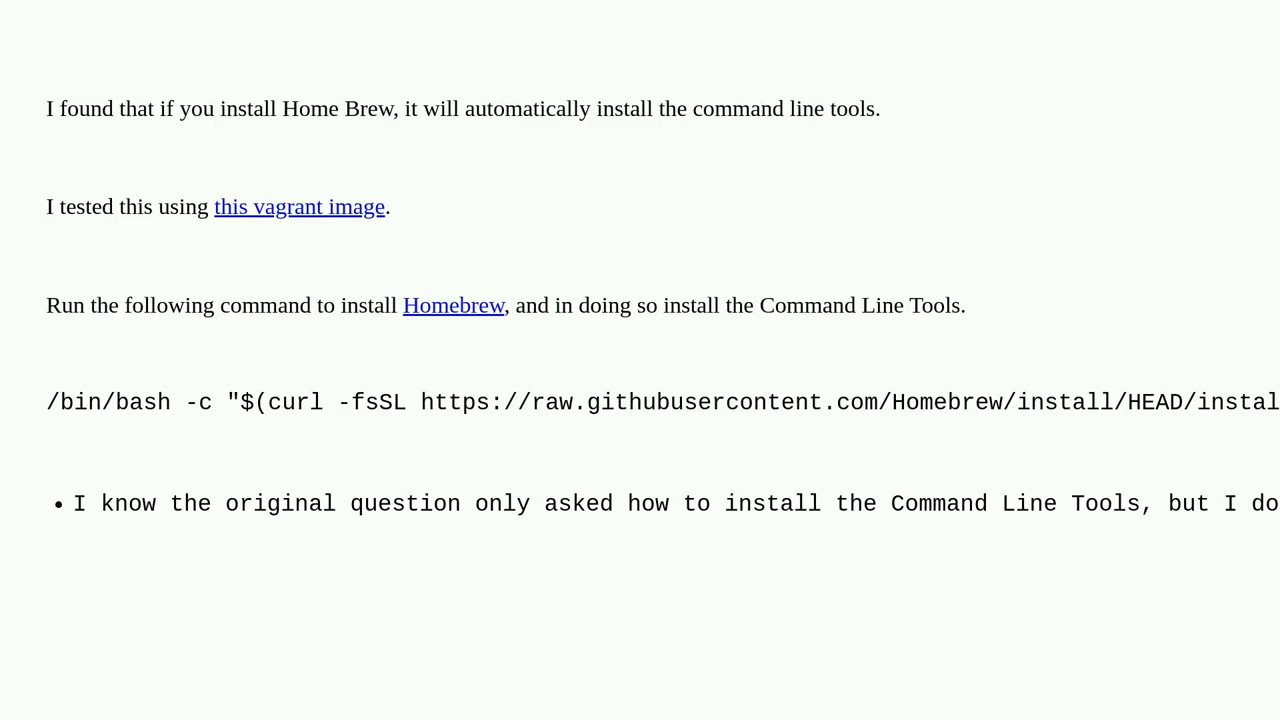 I found that if you install Home Brew, it will automatically install the command line tools.
I tested this using this vagrant image.
Run the following command to install Homebrew, and in doing so install the Command Line Tools.
/bin/bash -c "$(curl -fsSL https://raw.githubusercontent.com/Homebrew/install/HEAD/instal
• I know the original question only asked how to install the Command Line Tools, but I do